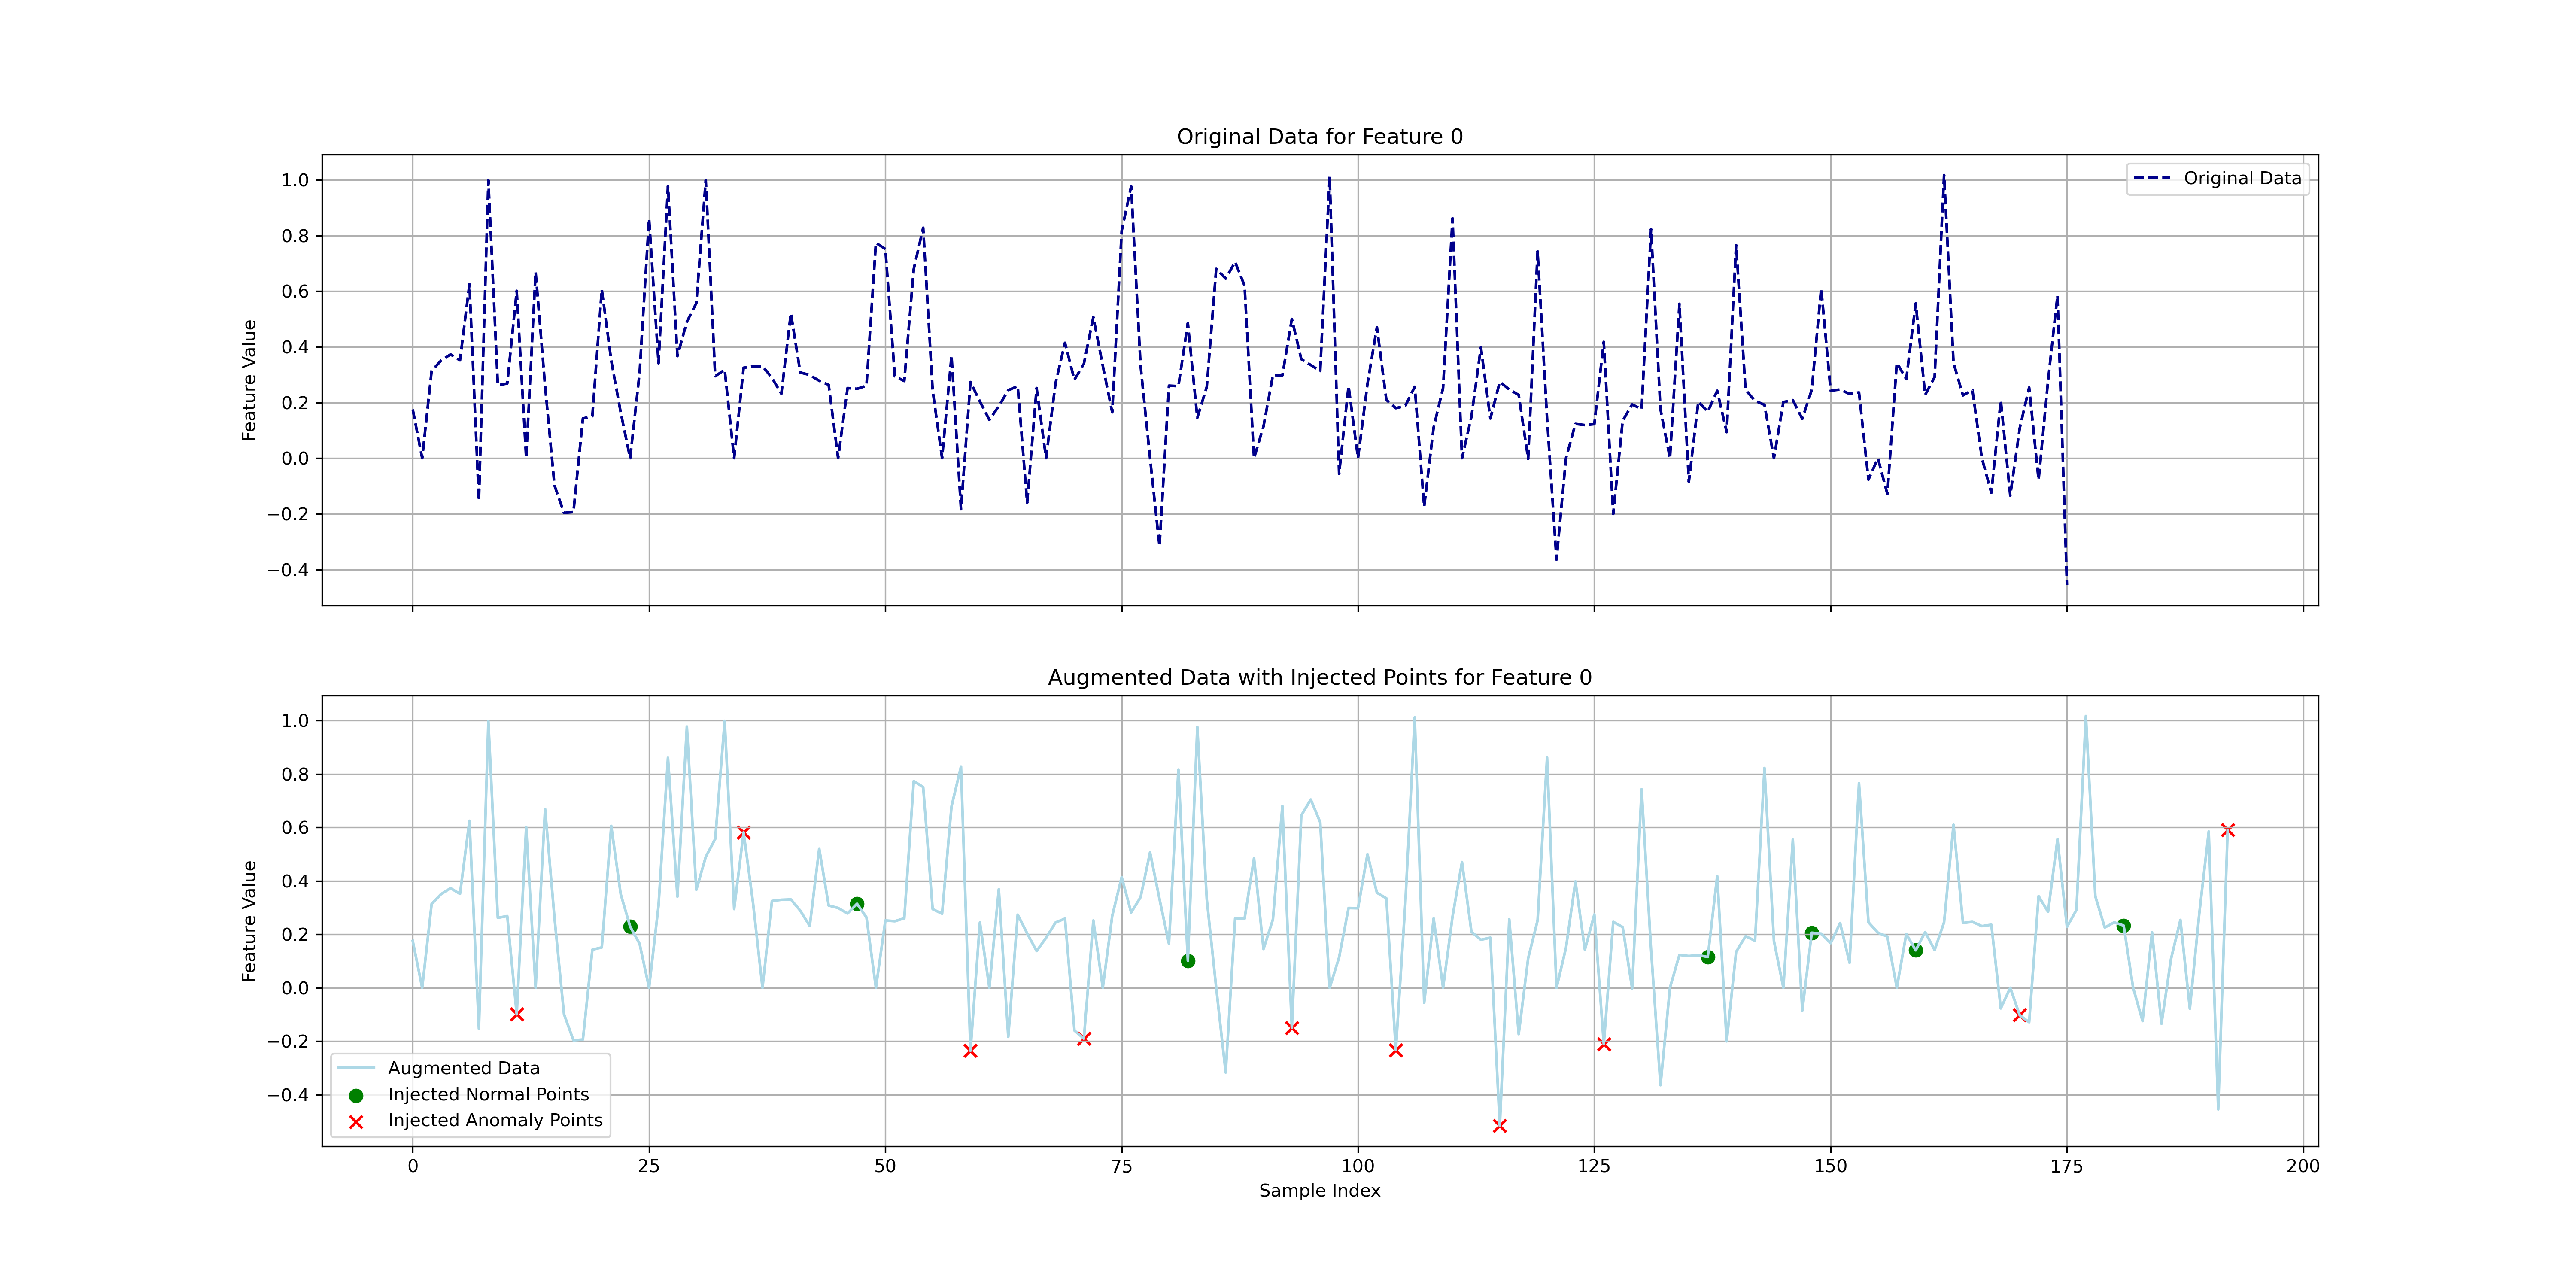 Original Data for Feature 0
Original Data
Feature Value
1.0
0.8
0.6
0.4
0.2
0.0
−0.2
−0.4
Augmented Data with Injected Points for Feature 0
Feature Value
1.0
0.8
0.6
0.4
0.2
0.0
−0.2
−0.4
Augmented Data
Injected Normal Points
Injected Anomaly Points
0 25 50 75 100 125 150 175 200
Sample Index